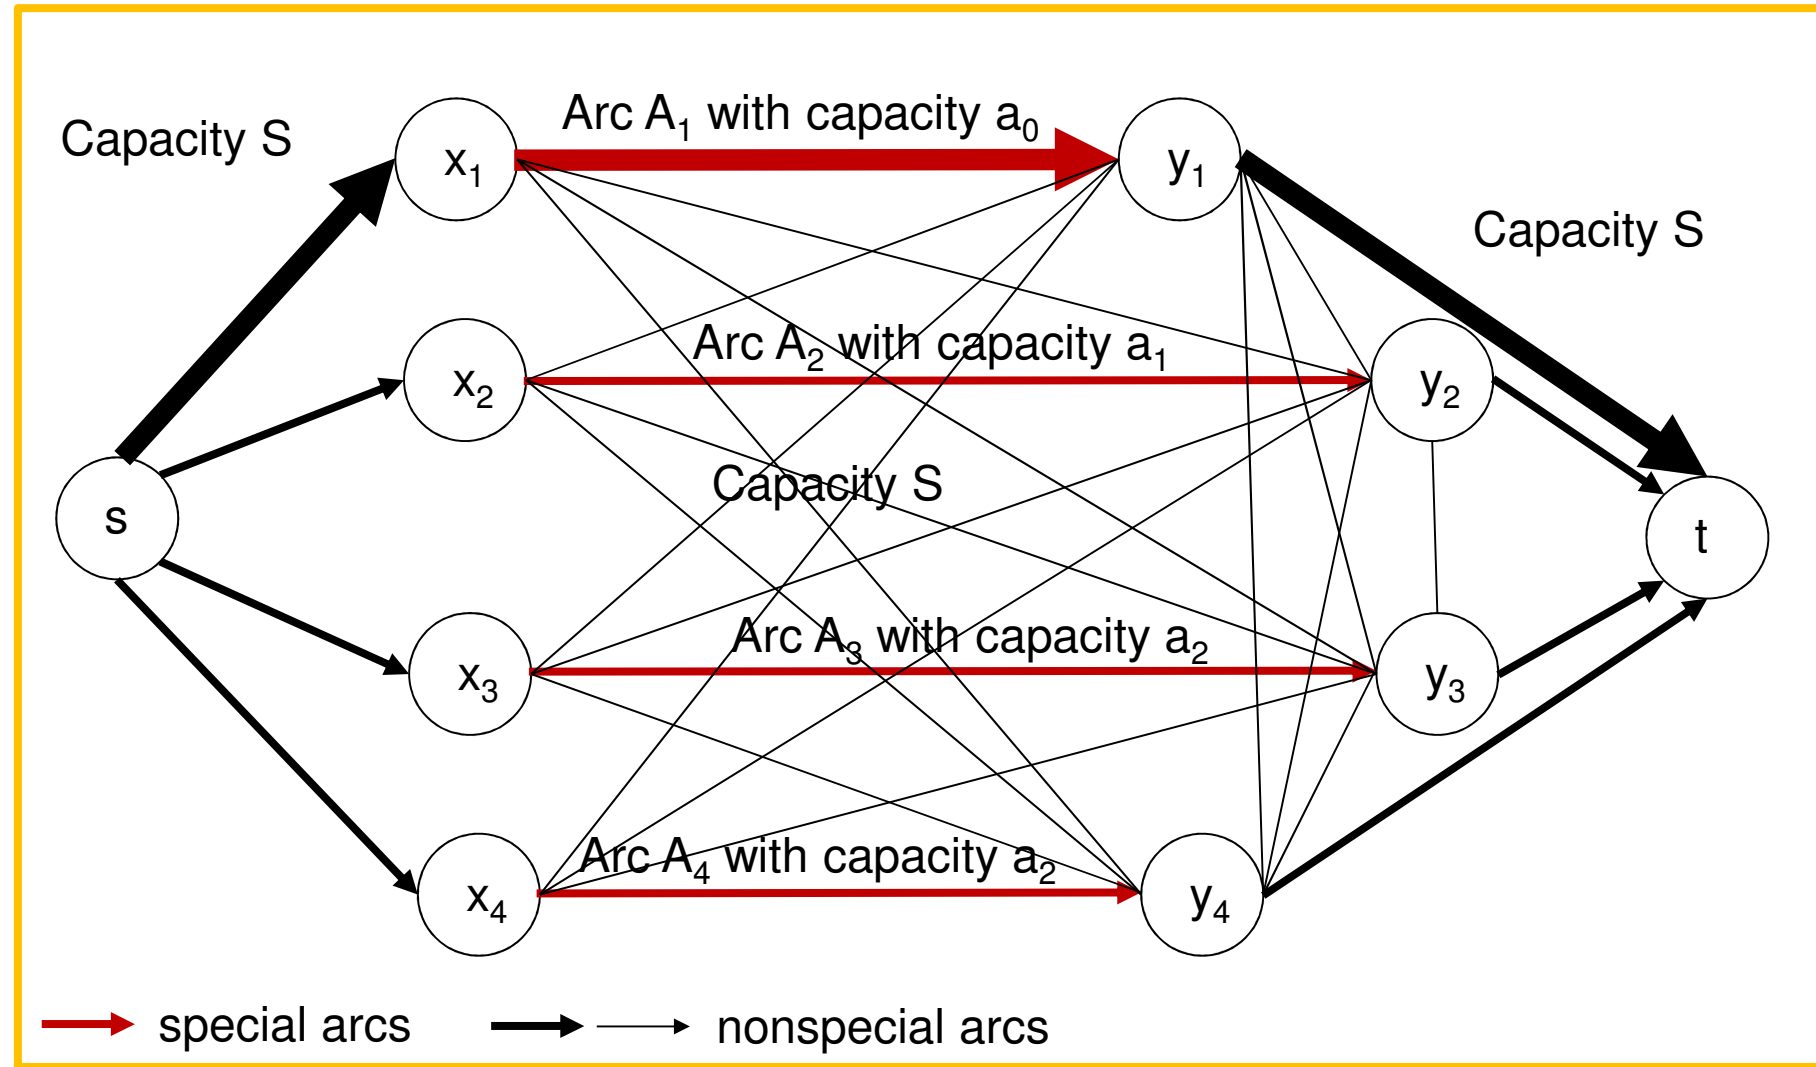 Arc A₁ with capacity a₀
Capacity S
x₁
y₁
Capacity S
Arc A₂ with capacity a₁
x₂
y₂
Capacity S
s
t
Arc A₃ with capacity a₂
x₃
y₃
Arc A₄ with capacity a₂
x₄
y₄
special arcs
nonspecial arcs